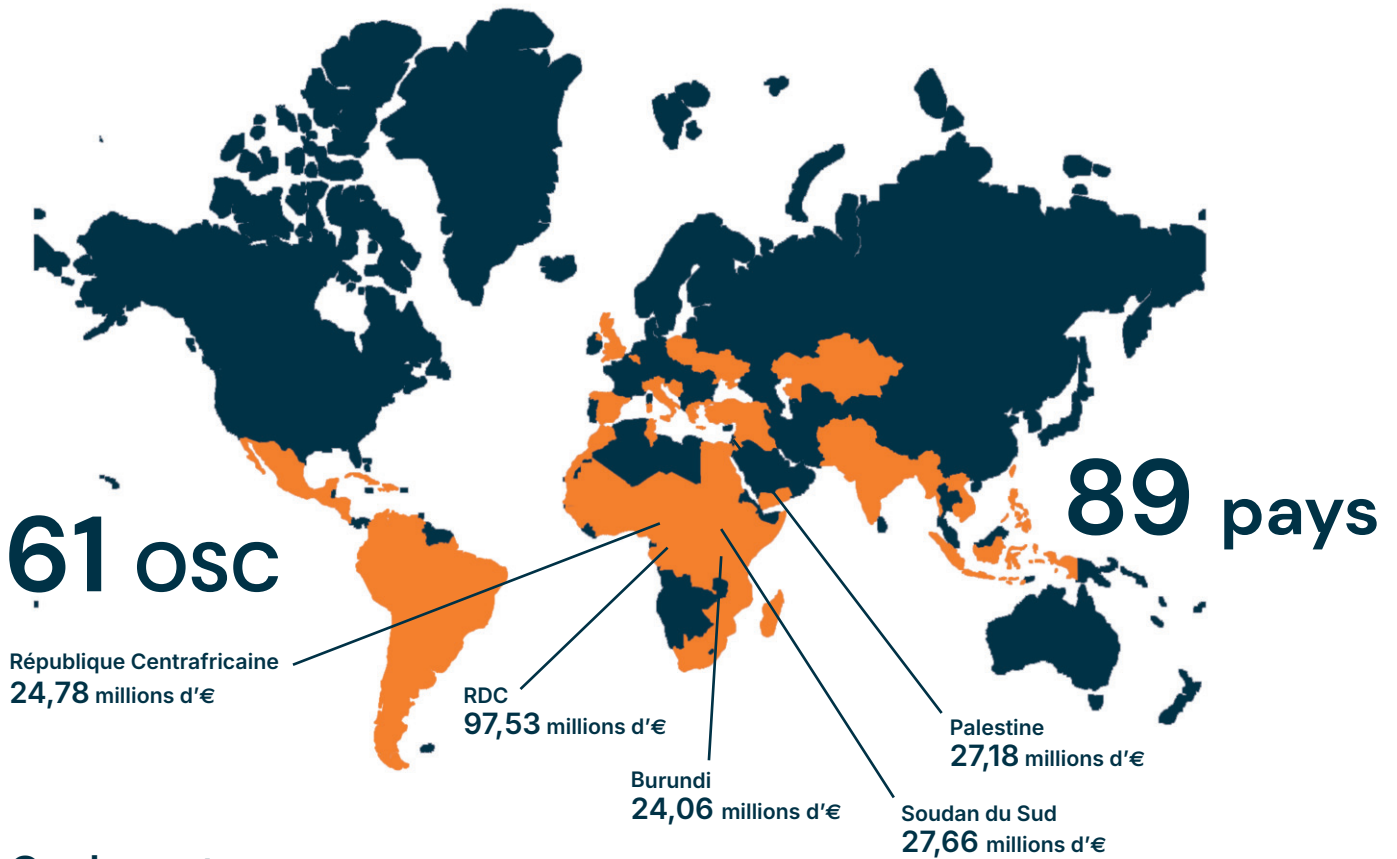 89 pays
61 OSC
République Centrafricaine
24,78 millions d'€
RDC
97,53 millions d'€
Palestine
27,18 millions d'€
Burundi
24,06 millions d'€
Soudan du Sud
27,66 millions d'€